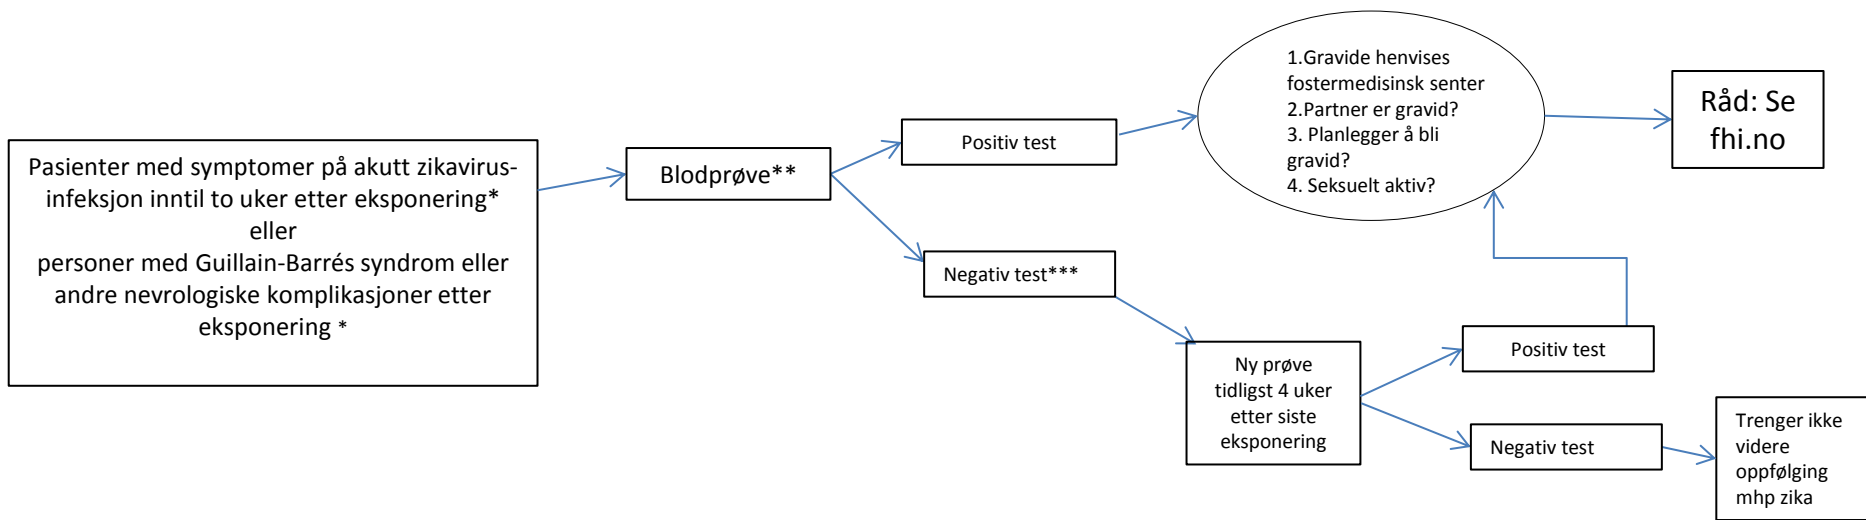 Pasienter med symptomer på akutt zikavirus-
infeksjon inntil to uker etter eksponering*
eller
personer med Guillain-Barrés syndrom eller
andre nevrologiske komplikasjoner etter
eksponering *
Blodprøve**
Positiv test
Negativ test***
1.Gravide henvises
fostermedisinsk senter
2.Partner er gravid?
3. Planlegger å bli
gravid?
4. Seksuelt aktiv?
Råd: Se
fhi.no
Ny prøve
tidligst 4 uker
etter siste
eksponering
Positiv test
Negativ test
Trenger ikke
videre
oppfølging
mhp zika